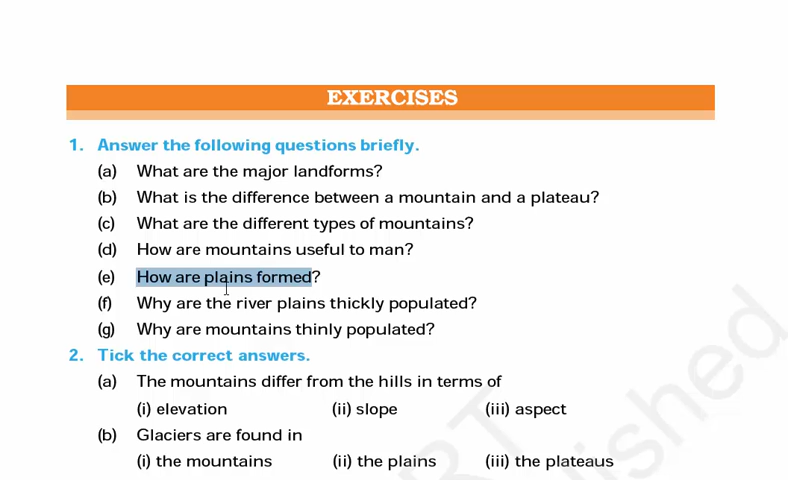 EXERCISES
1. Answer the following questions briefly.
(a) What are the major landforms?
(b) What is the difference between a mountain and a plateau?
(c) What are the different types of mountains?
(d) How are mountains useful to man?
(e) How are plains formed?
(f) Why are the river plains thickly populated?
(g) Why are mountains thinly populated?
2. Tick the correct answers.
(a) The mountains differ from the hills in terms of
(i) elevation (ii) slope (iii) aspect
(b) Glaciers are found in
(i) the mountains (ii) the plains (iii) the plateaus